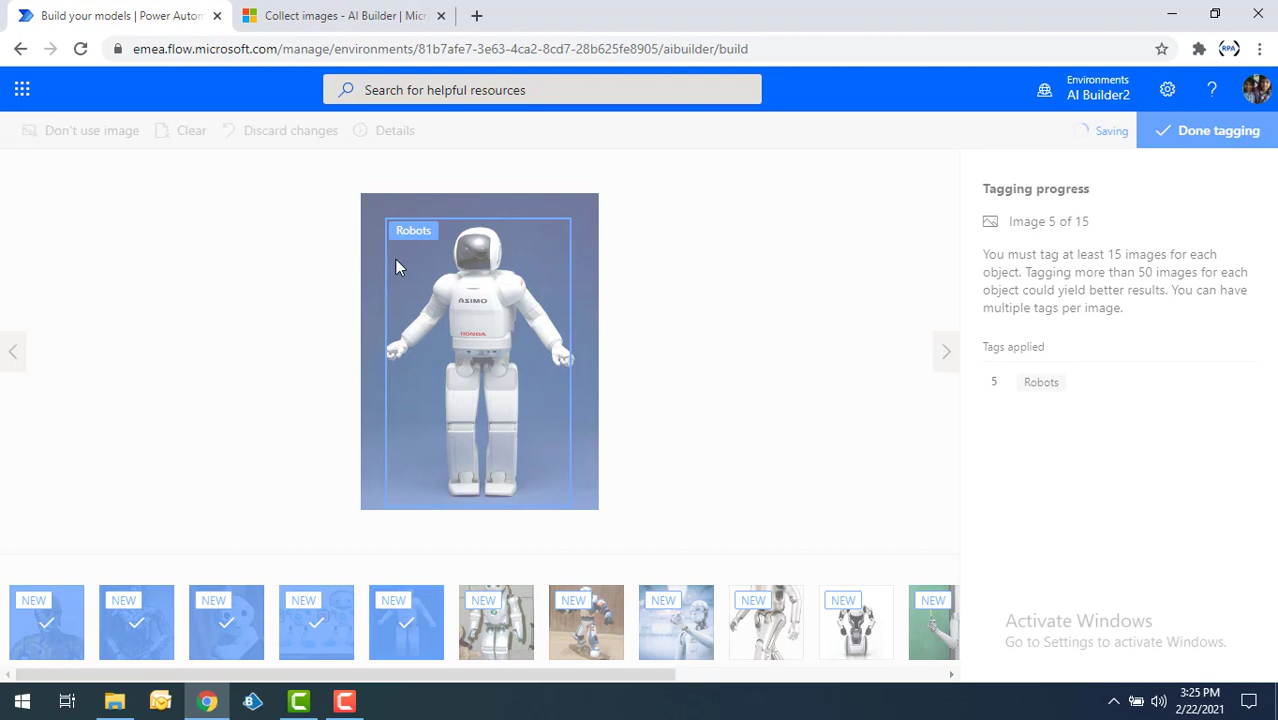 Build your models | Power Autom
Collect images - AI Builder | Micr
emea.flow.microsoft.com/manage/environments/81b7afe7-3e63-4ca2-8cd7-28b625fe8905/aibuilder/build
RPA
Search for helpful resources
Environments
AI Builder2
Don't use image
Clear
Discard changes
Details
Saving
Done tagging
Robots
ASIMO
HONDA
Tagging progress
Image 5 of 15
You must tag at least 15 images for each
object. Tagging more than 50 images for each
object could yield better results. You can have
multiple tags per image.
Tags applied
5 Robots
NEW
NEW
NEW
NEW
NEW
NEW
NEW
NEW
NEW
NEW
NEW
Activate Windows
Go to Settings to activate Windows.
3:25 PM
2/22/2021